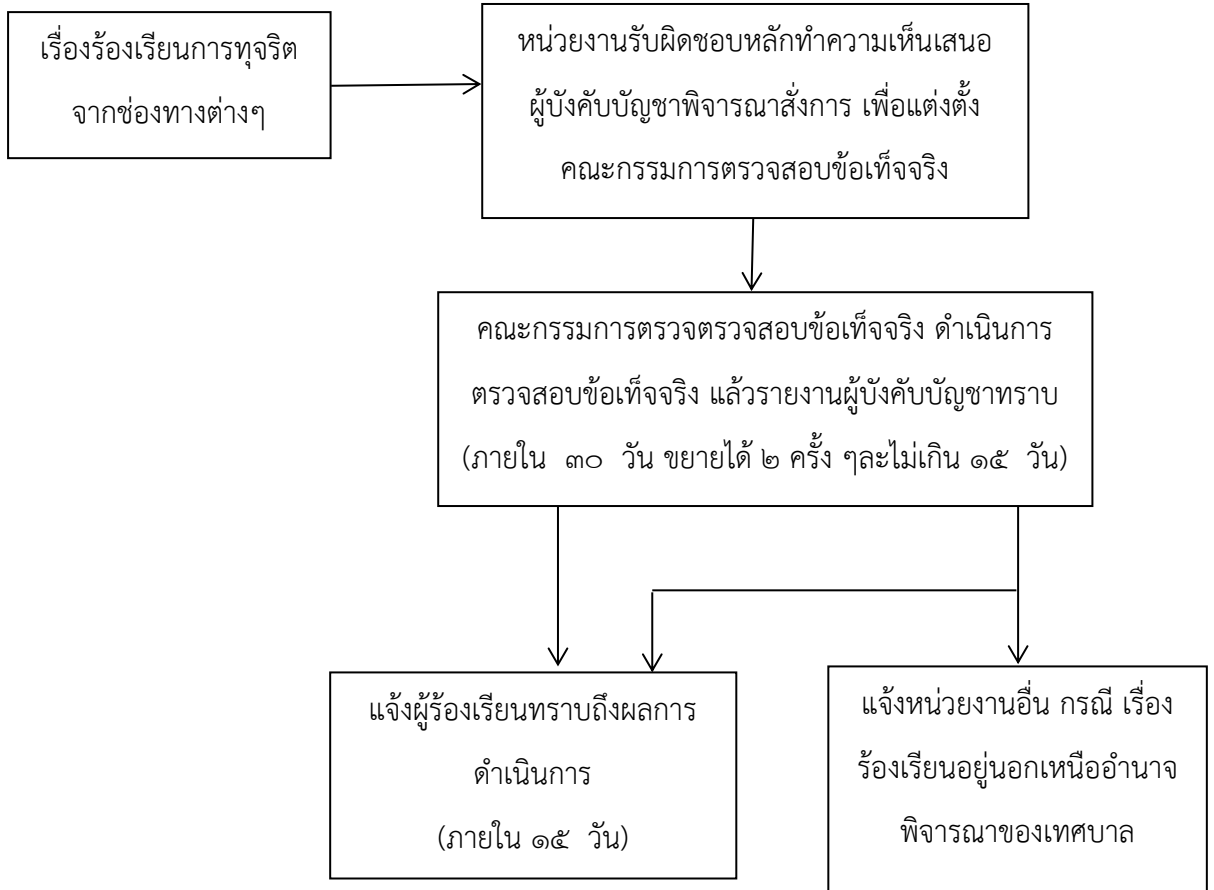 เรื่องร้องเรียนการทุจริต
จากช่องทางต่างๆ
หน่วยงานรับผิดชอบหลักทำความเห็นเสนอ
ผู้บังคับบัญชาพิจารณาสั่งการ เพื่อแต่งตั้ง
คณะกรรมการตรวจสอบข้อเท็จจริง
คณะกรรมการตรวจตรวจสอบข้อเท็จจริง ดำเนินการ
ตรวจสอบข้อเท็จจริง แล้วรายงานผู้บังคับบัญชาทราบ
(ภายใน ๓๐ วัน ขยายได้ ๒ ครั้ง ๆละไม่เกิน ๑๕ วัน)
แจ้งผู้ร้องเรียนทราบถึงผลการ
ดำเนินการ
(ภายใน ๑๕ วัน)
แจ้งหน่วยงานอื่น กรณี เรื่อง
ร้องเรียนอยู่นอกเหนืออำนาจ
พิจารณาของเทศบาล